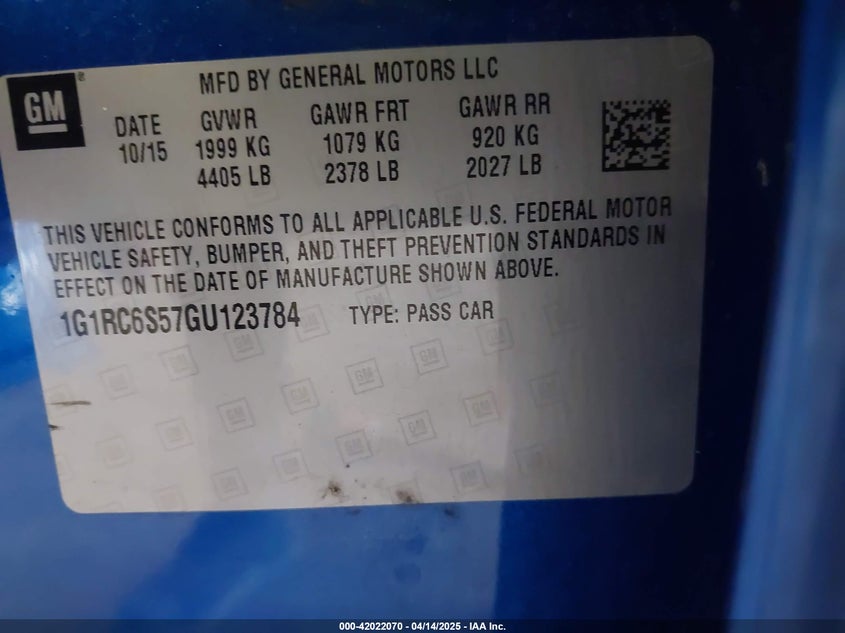 GM®
MFD BY GENERAL MOTORS LLC
DATE GVWR GAWR FRT GAWR RR
10/15 1999 KG 1079 KG 920 KG
4405 LB 2378 LB 2027 LB
THIS VEHICLE CONFORMS TO ALL APPLICABLE U.S. FEDERAL MOTOR
VEHICLE SAFETY, BUMPER, AND THEFT PREVENTION STANDARDS IN
EFFECT ON THE DATE OF MANUFACTURE SHOWN ABOVE.
1G1RC6S57GU123784 TYPE: PASS CAR
000-42022070 - 04/14/2025 - IAA Inc.